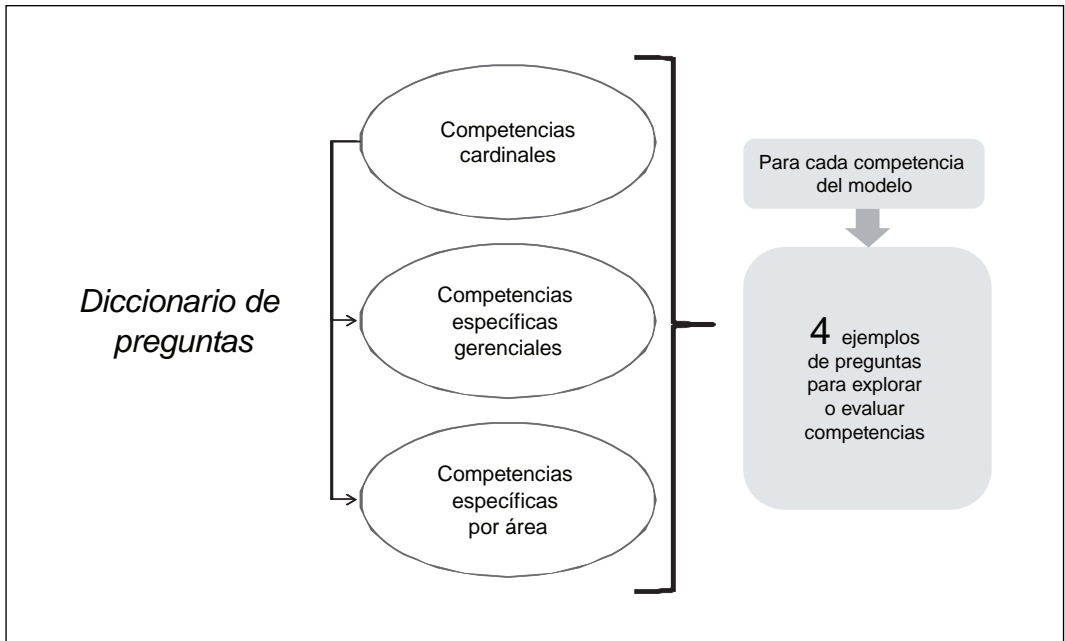 Diccionario de
preguntas
Competencias
cardinales
Competencias
específicas
gerenciales
Competencias
específicas
por área
Para cada competencia
del modelo
4 ejemplos
de preguntas
para explorar
o evaluar
competencias